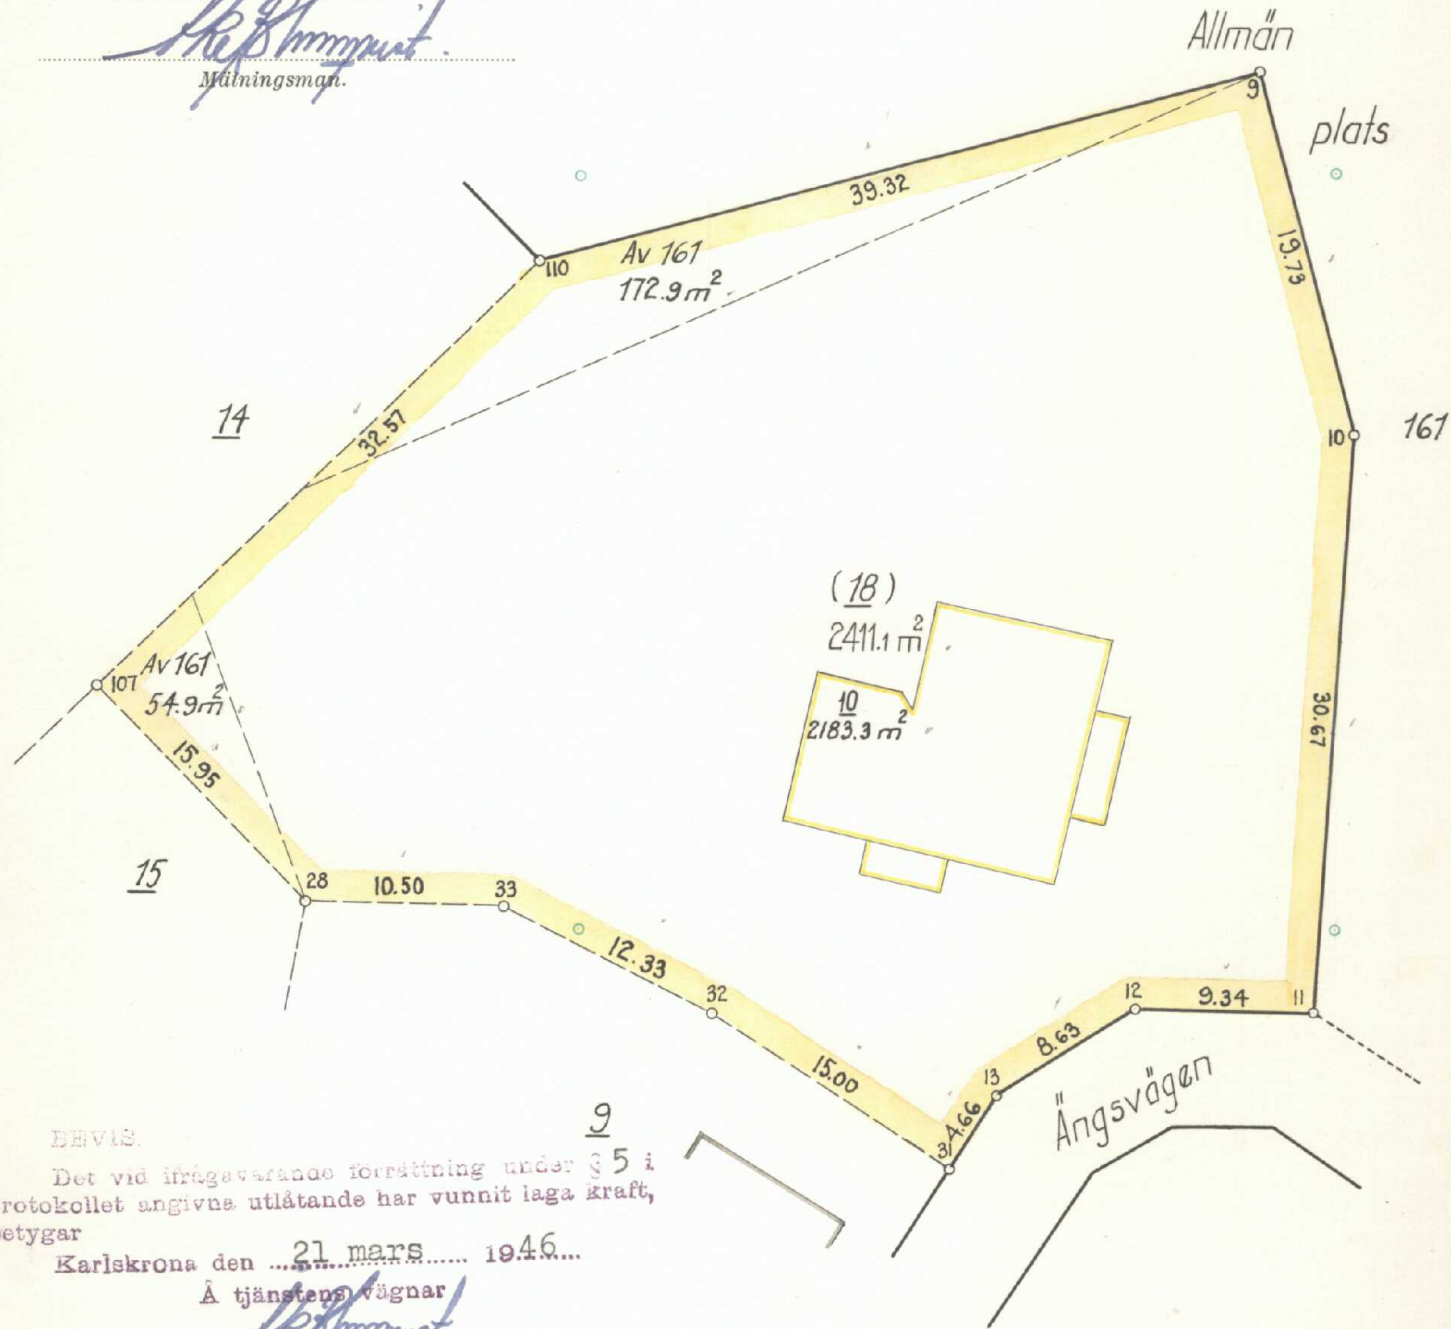 Mätningsman.
Allmän
plats
9
39.32
19.73
110
Av 161
172.9 m²
14
32.57
10
161
(18)
2411.1 m²
10
2183.3 m²
30.67
107
Av 161
54.9 m²
15.95
15
28
10.50
33
12.33
32
15.00
31
4.66
13
8.63
12
9.34
11
Ängsvägen
9
BEVIS.
Det vid ifrågavarande förrättning under § 5 i
rotokollet angivna utlåtande har vunnit laga kraft,
etygar
Karlskrona den 21 mars 1946
Å tjänstens vägnar